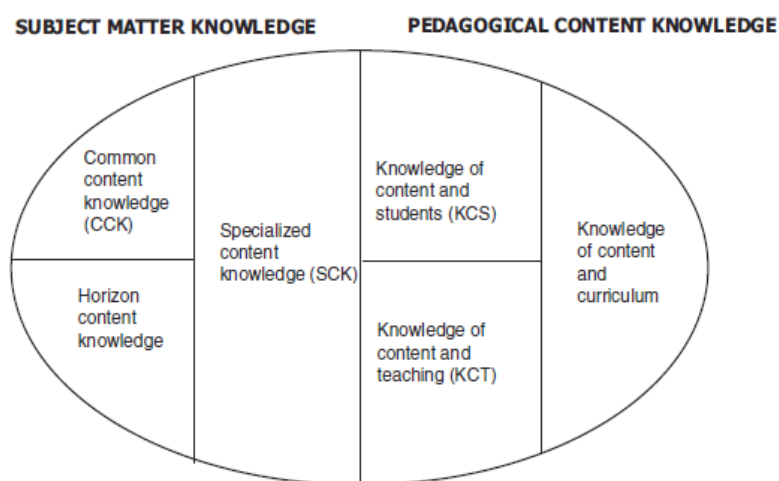 SUBJECT MATTER KNOWLEDGE
PEDAGOGICAL CONTENT KNOWLEDGE
Common
content
knowledge
(CCK)
Horizon
content
knowledge
Specialized
content
knowledge (SCK)
Knowledge of
content and
students (KCS)
Knowledge of
content and
teaching (KCT)
Knowledge
of content
and
curriculum